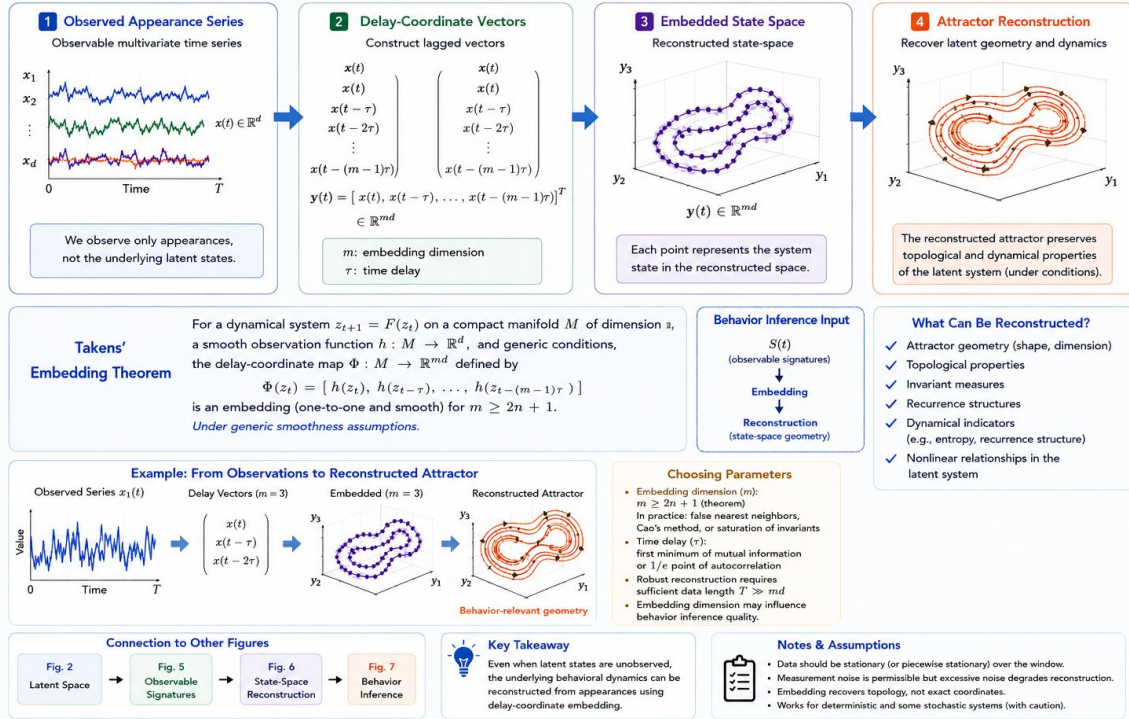 1 Observed Appearance Series
Observable multivariate time series
x₁
x₂
⋮
x_d
x(t) ∈ ℝᵈ
0 Time T
We observe only appearances,
not the underlying latent states.
2 Delay-Coordinate Vectors
Construct lagged vectors
x(t)
x(t)
x(t − τ)
x(t − 2τ)
⋮
x(t − (m − 1)τ)
x(t)
x(t)
x(t − τ)
x(t − 2τ)
⋮
x(t − (m − 1)τ)
y(t) = [ x(t), x(t − τ), . . . , x(t − (m − 1)τ)]ᵀ
∈ ℝᵐᵈ
m: embedding dimension
τ: time delay
3 Embedded State Space
Reconstructed state-space
y₃
y₂
y₁
y(t) ∈ ℝᵐᵈ
Each point represents the system
state in the reconstructed space.
4 Attractor Reconstruction
Recover latent geometry and dynamics
y₃
y₂
y₁
The reconstructed attractor preserves
topological and dynamical properties
of the latent system (under conditions).
Takens’
Embedding Theorem
For a dynamical system z_{t+1} = F(z_t) on a compact manifold M of dimension
a smooth observation function h : M → ℝᵈ, and generic conditions,
the delay-coordinate map Φ : M → ℝᵐᵈ defined by
Φ(z_t) = [ h(z_t), h(z_{t−τ}), . . . , h(z_{t−(m−1)τ} ) ]
is an embedding (one-to-one and smooth) for m ≥ 2n + 1.
Under generic smoothness assumptions.
Behavior Inference Input
S(t)
(observable signatures)
Embedding
Reconstruction
(state-space geometry)
What Can Be Reconstructed?
✓ Attractor geometry (shape, dimension)
✓ Topological properties
✓ Invariant measures
✓ Recurrence structures
✓ Dynamical indicators
(e.g., entropy, recurrence structure)
✓ Nonlinear relationships in the
latent system
Example: From Observations to Reconstructed Attractor
Observed Series x₁(t)
Value
0 Time T
Delay Vectors (m = 3)
x(t)
x(t − τ)
x(t − 2τ)
Embedded (m = 3)
y₃
y₂
y₁
Reconstructed Attractor
y₃
y₂
y₁
Behavior-relevant geometry
Choosing Parameters
• Embedding dimension (m):
m ≥ 2n + 1 (theorem)
In practice: false nearest neighbors,
Cao’s method, or saturation of invariants
• Time delay (τ):
first minimum of mutual information
or 1/e point of autocorrelation
• Robust reconstruction requires
sufficient data length T ≫ md
• Embedding dimension may influence
behavior inference quality.
Connection to Other Figures
Fig. 2
Latent Space
Fig. 5
Observable
Signatures
Fig. 6
State-Space
Reconstruction
Fig. 7
Behavior
Inference
Key Takeaway
Even when latent states are unobserved,
the underlying behavioral dynamics can be
reconstructed from appearances using
delay-coordinate embedding.
Notes & Assumptions
• Data should be stationary (or piecewise stationary) over the window.
• Measurement noise is permissible but excessive noise degrades reconstruction.
• Embedding recovers topology, not exact coordinates.
• Works for deterministic and some stochastic systems (with caution).